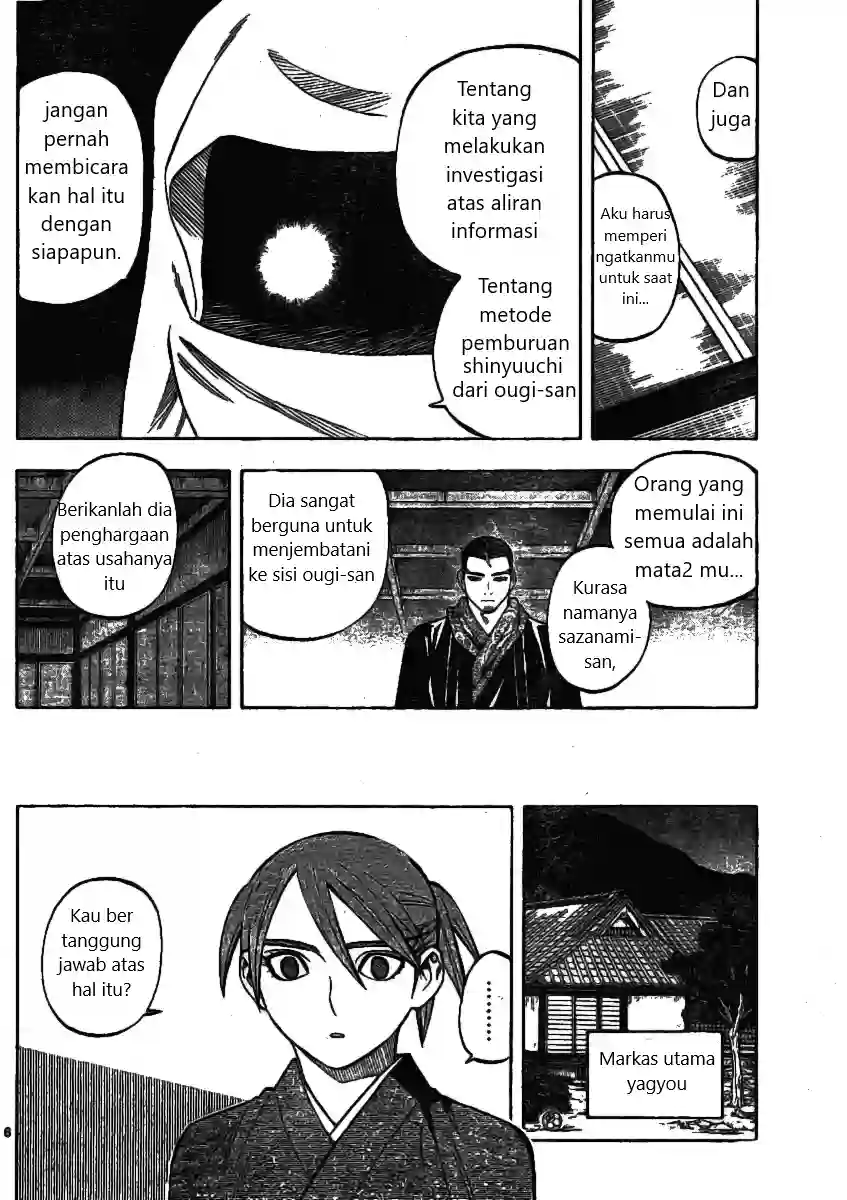 Dan
juga
Aku harus
memperi
ngatkanmu
untuk saat
ini...
Tentang
kita yang
melakukan
investigasi
atas aliran
informasi
Tentang
metode
pemburuan
shinyuuchi
dari ougi-san
jangan
pernah
membicara
kan hal itu
dengan
siapapun.
Orang yang
memulai ini
semua adalah
mata2 mu...
Kurasa
namanya
sazanami-
san,
Dia sangat
berguna untuk
menjembatani
ke sisi ougi-san
Berikanlah dia
penghargaan
atas usahanya
itu
Markas utama
yagyou
.........
Kau ber
tanggung
jawab atas
hal itu?
6